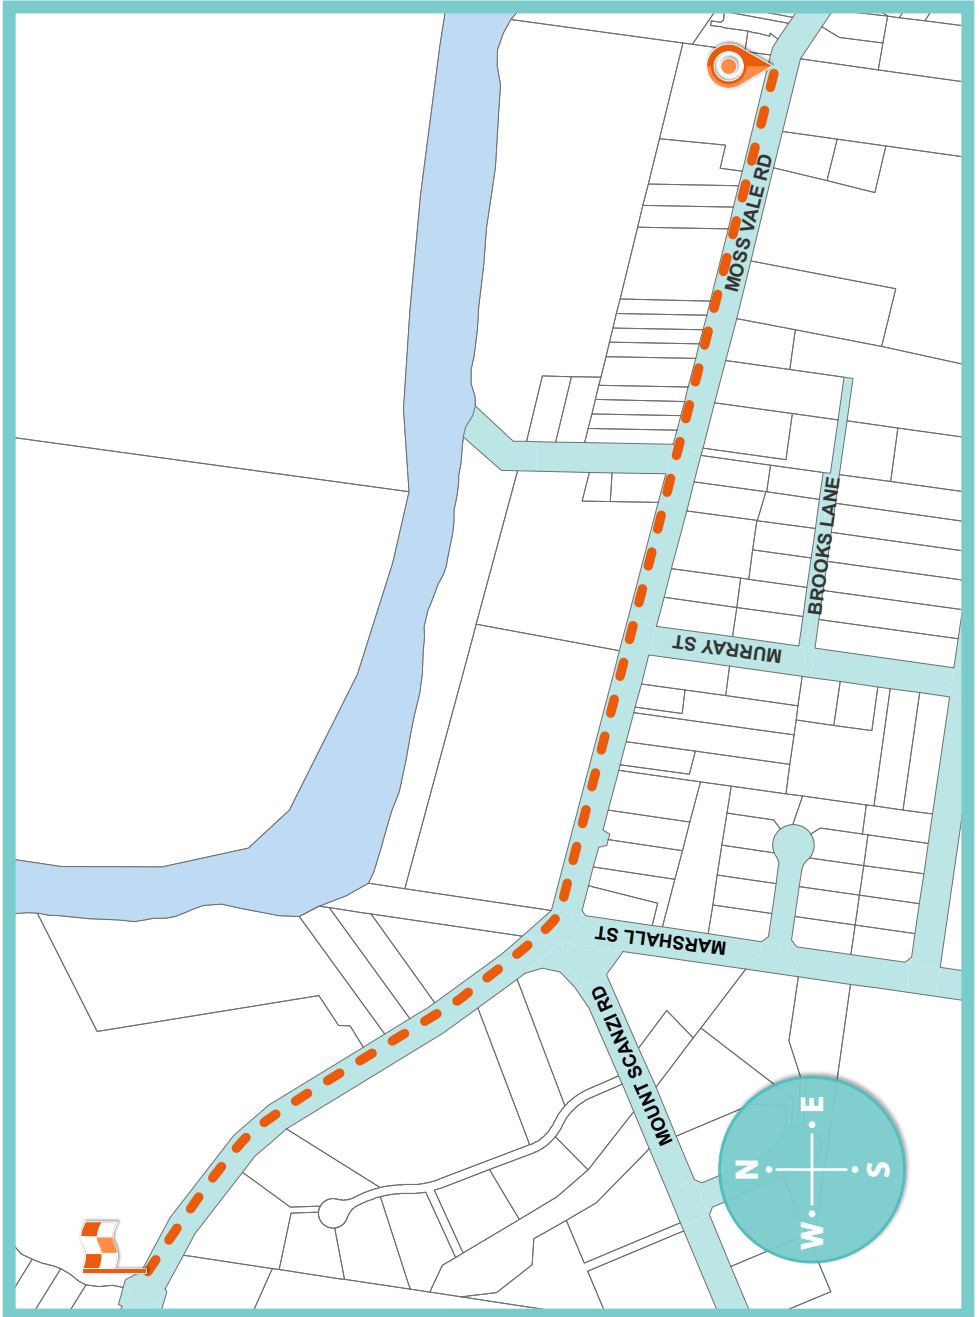 MOSS VALE RD
BROOKS LANE
MURRAY ST
MARSHALL ST
MOUNT SCANZI RD
E
N
S
W